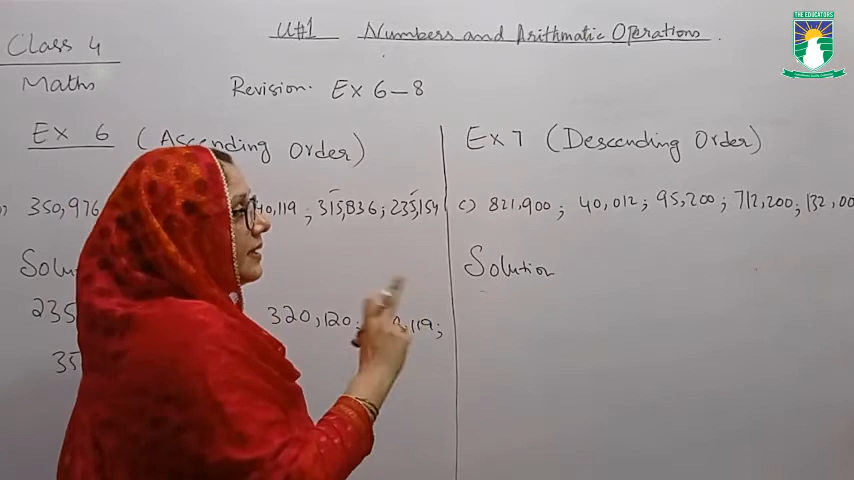 THE EDUCATORS
U#1 Numbers and Arithmatic Operations.
Class 4
Maths
Revision. Ex 6-8
Ex 6 (Ascending Order)
350,976 40,119 ; 315,836 ; 235,154
Solu
235 320,120; ,119;
35
Ex 7 (Descending Order)
c) 821,900 ; 40,012 ; 95,200 ; 712,200 ; 132,00
Solution